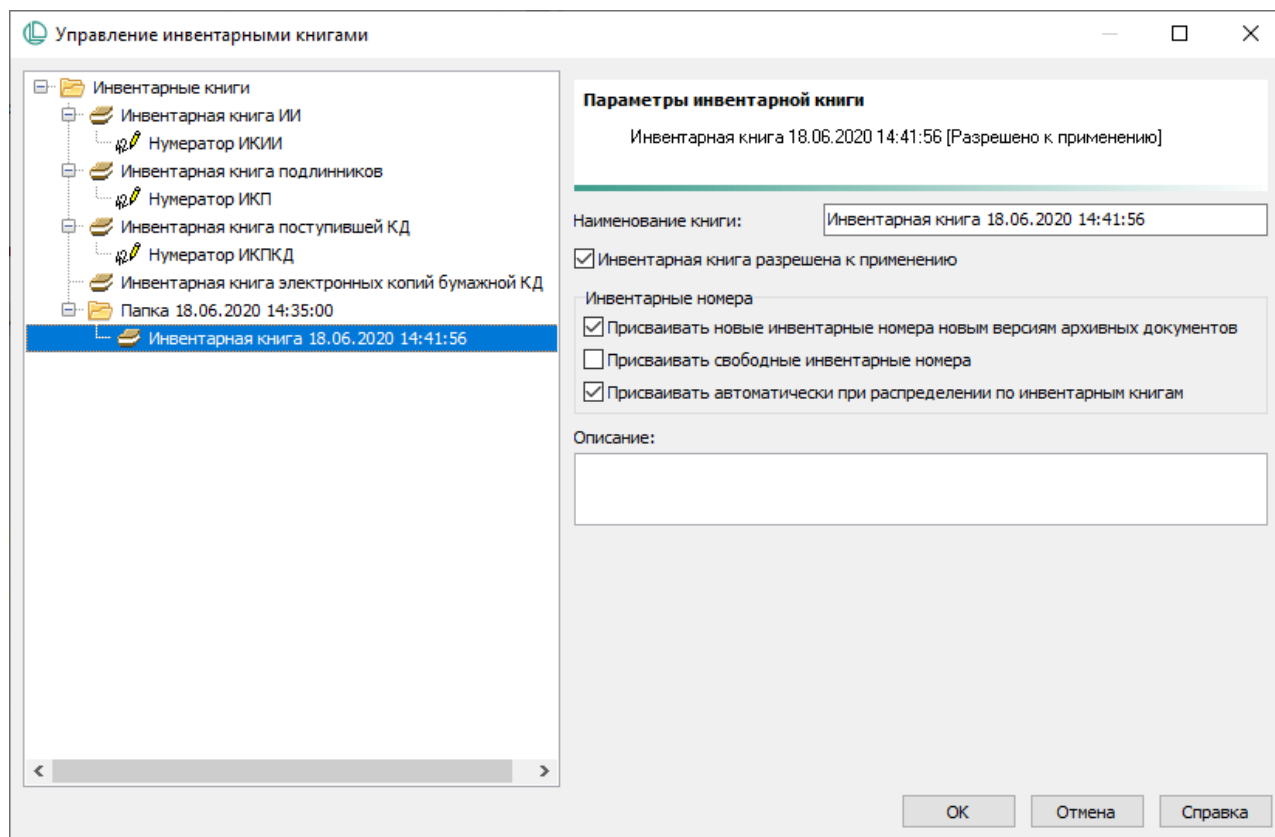 Управление инвентарными книгами
Инвентарные книги
Инвентарная книга ИИ
Нумератор ИКИИ
Инвентарная книга подлинников
Нумератор ИКП
Инвентарная книга поступившей КД
Нумератор ИКПКД
Инвентарная книга электронных копий бумажной КД
Папка 18.06.2020 14:35:00
Инвентарная книга 18.06.2020 14:41:56
Параметры инвентарной книги
Инвентарная книга 18.06.2020 14:41:56 [Разрешено к применению]
Наименование книги: Инвентарная книга 18.06.2020 14:41:56
Инвентарная книга разрешена к применению
Инвентарные номера
Присваивать новые инвентарные номера новым версиям архивных документов
Присваивать свободные инвентарные номера
Присваивать автоматически при распределении по инвентарным книгам
Описание:
ОК Отмена Справка